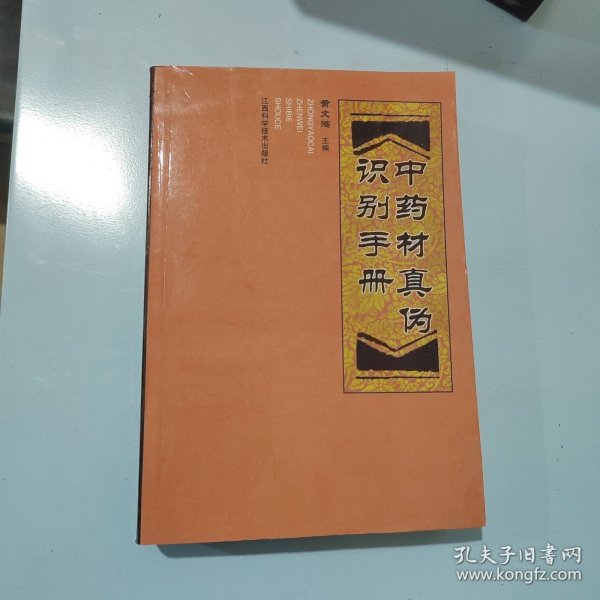 中药材真伪
识别手册
黄文鸿 主编
ZHONGYAOCAI
ZHENWEI
SHIBIE
SHOUCE
江西科学技术出版社
孔夫子旧书网
www.kongfz.com